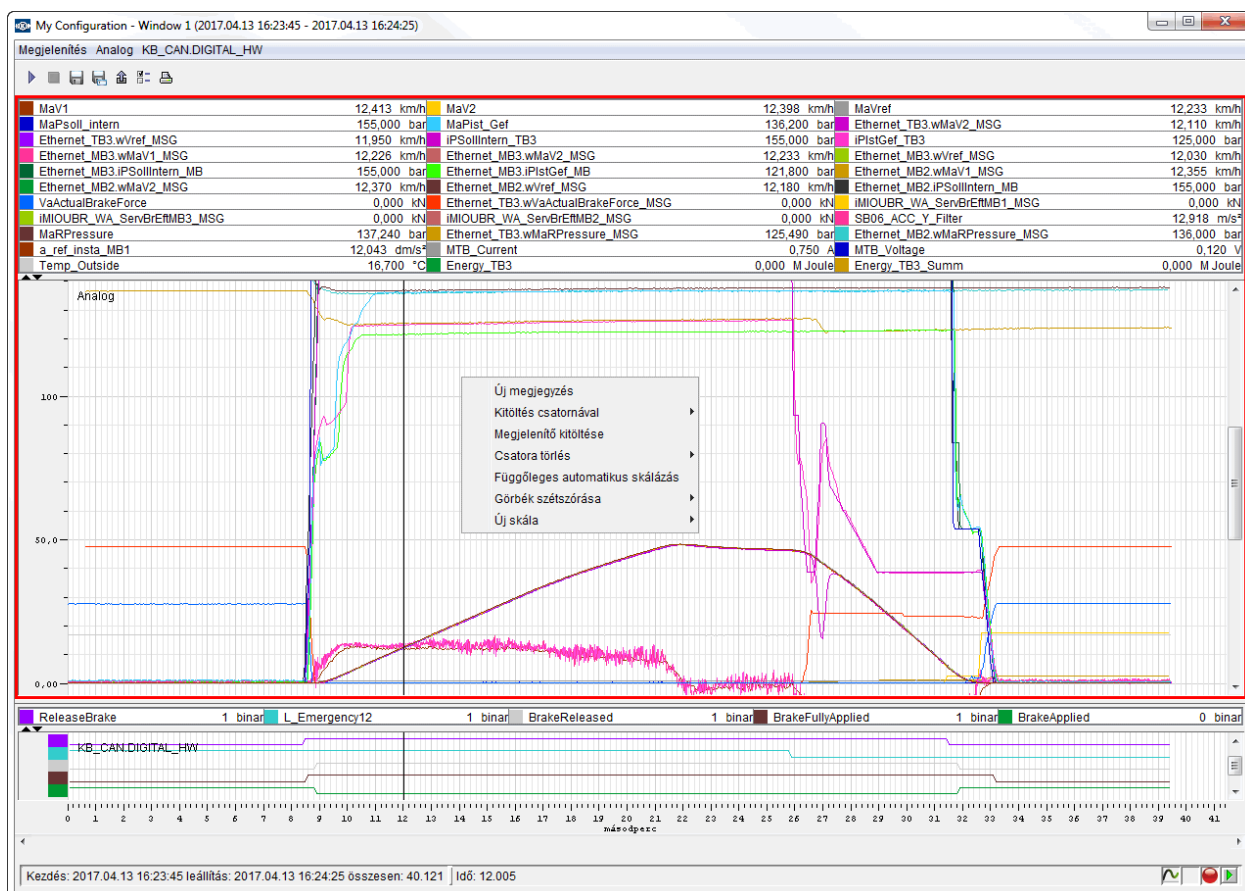 My Configuration - Window 1 (2017.04.13 16:23:45 - 2017.04.13 16:24:25)
Megjelenítés Analog KB_CAN.DIGITAL_HW
MaV1 12,413 km/h MaV2 12,398 km/h MaVref 12,233 km/h
MaPsoll_intern 155,000 bar MaPist_Gef 136,200 bar Ethernet_TB3.wMaV2_MSG 12,110 km/h
Ethernet_TB3.wVref_MSG 11,950 km/h iPSollIntern_TB3 155,000 bar iPIstGef_TB3 125,000 bar
Ethernet_MB3.wMaV1_MSG 12,226 km/h Ethernet_MB3.wMaV2_MSG 12,233 km/h Ethernet_MB3.wVref_MSG 12,030 km/h
Ethernet_MB3.iPSollIntern_MB 155,000 bar Ethernet_MB3.iPIstGef_MB 121,800 bar Ethernet_MB2.wMaV1_MSG 12,355 km/h
Ethernet_MB2.wMaV2_MSG 12,370 km/h Ethernet_MB2.wVref_MSG 12,180 km/h Ethernet_MB2.iPSollIntern_MB 155,000 bar
VaActualBrakeForce 0,000 kN Ethernet_TB3.wVaActualBrakeForce_MSG 0,000 kN iMIOUBR_WA_ServBrEftMB1_MSG 0,000 kN
iMIOUBR_WA_ServBrEftMB3_MSG 0,000 kN iMIOUBR_WA_ServBrEftMB2_MSG 0,000 kN SB06_ACC_Y_Filter 12,918 m/s²
MaRPressure 137,240 bar Ethernet_TB3.wMaRPressure_MSG 125,490 bar Ethernet_MB2.wMaRPressure_MSG 136,000 bar
a_ref_insta_MB1 12,043 dm/s² MTB_Current 0,750 A MTB_Voltage 0,120 V
Temp_Outside 16,700 °C Energy_TB3 0,000 M Joule Energy_TB3_Summ 0,000 M Joule
Analog
100
50,0
0,00
Új megjegyzés
Kitöltés csatornával
Megjelenítő kitöltése
Csatora törlés
Függőleges automatikus skálázás
Görbék szétszórása
Új skála
ReleaseBrake 1 binar L_Emergency12 1 binar BrakeReleased 1 binar BrakeFullyApplied 1 binar BrakeApplied 0 binar
KB_CAN.DIGITAL_HW
0 1 2 3 4 5 6 7 8 9 10 11 12 13 14 15 16 17 18 19 20 21 22 23 24 25 26 27 28 29 30 31 32 33 34 35 36 37 38 39 40 41
másodperc
Kezdés: 2017.04.13 16:23:45 leállítás: 2017.04.13 16:24:25 összesen: 40.121 Idő: 12.005